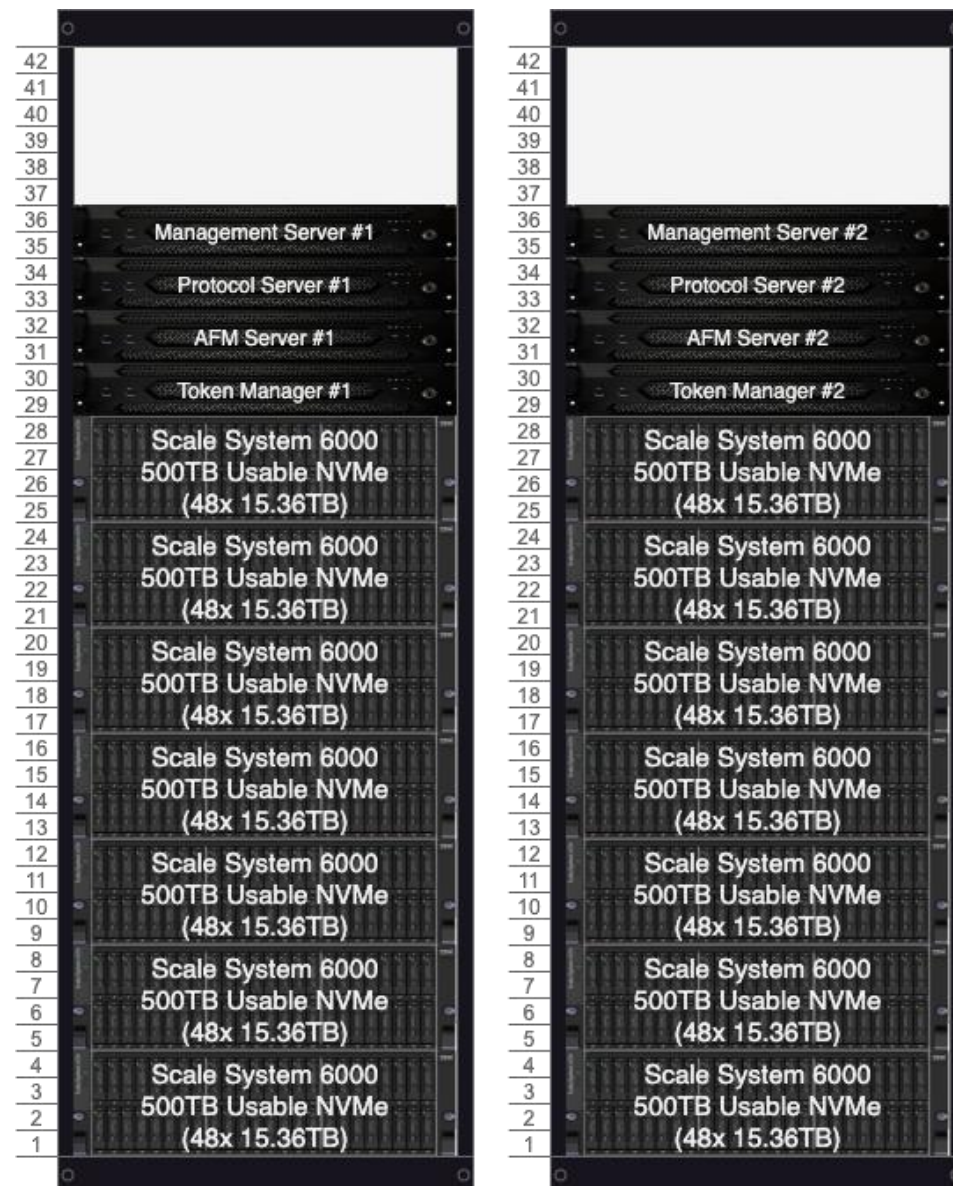 42
41
40
39
38
37
36
35
34
33
32
31
30
29
28
27
26
25
24
23
22
21
20
19
18
17
16
15
14
13
12
11
10
9
8
7
6
5
4
3
2
1
Management Server #1
Protocol Server #1
AFM Server #1
Token Manager #1
Scale System 6000
500TB Usable NVMe
(48x 15.36TB)
Scale System 6000
500TB Usable NVMe
(48x 15.36TB)
Scale System 6000
500TB Usable NVMe
(48x 15.36TB)
Scale System 6000
500TB Usable NVMe
(48x 15.36TB)
Scale System 6000
500TB Usable NVMe
(48x 15.36TB)
Scale System 6000
500TB Usable NVMe
(48x 15.36TB)
Scale System 6000
500TB Usable NVMe
(48x 15.36TB)
42
41
40
39
38
37
36
35
34
33
32
31
30
29
28
27
26
25
24
23
22
21
20
19
18
17
16
15
14
13
12
11
10
9
8
7
6
5
4
3
2
1
Management Server #2
Protocol Server #2
AFM Server #2
Token Manager #2
Scale System 6000
500TB Usable NVMe
(48x 15.36TB)
Scale System 6000
500TB Usable NVMe
(48x 15.36TB)
Scale System 6000
500TB Usable NVMe
(48x 15.36TB)
Scale System 6000
500TB Usable NVMe
(48x 15.36TB)
Scale System 6000
500TB Usable NVMe
(48x 15.36TB)
Scale System 6000
500TB Usable NVMe
(48x 15.36TB)
Scale System 6000
500TB Usable NVMe
(48x 15.36TB)